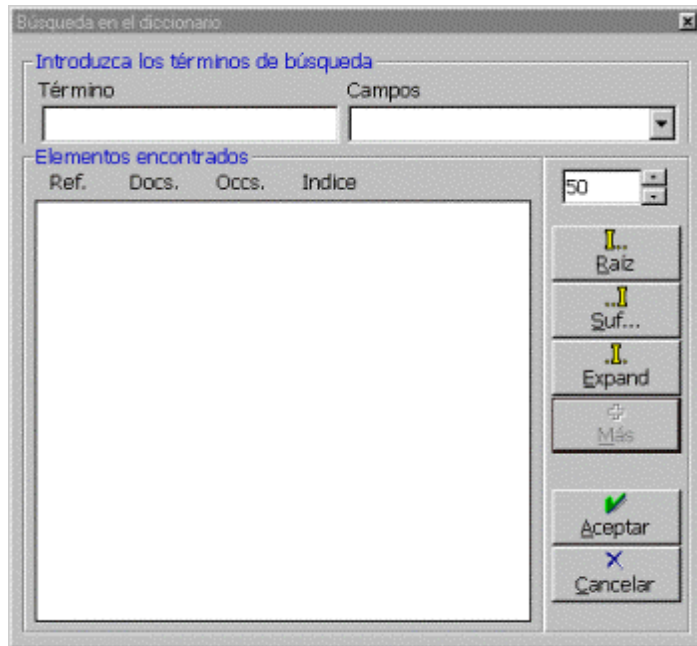 Búsqueda en el diccionario
Introduzca los términos de búsqueda
Término Campos
Elementos encontrados
Ref. Docs. Occs. Indice
50
Raíz
Suf...
Expand
Más
Aceptar
Cancelar